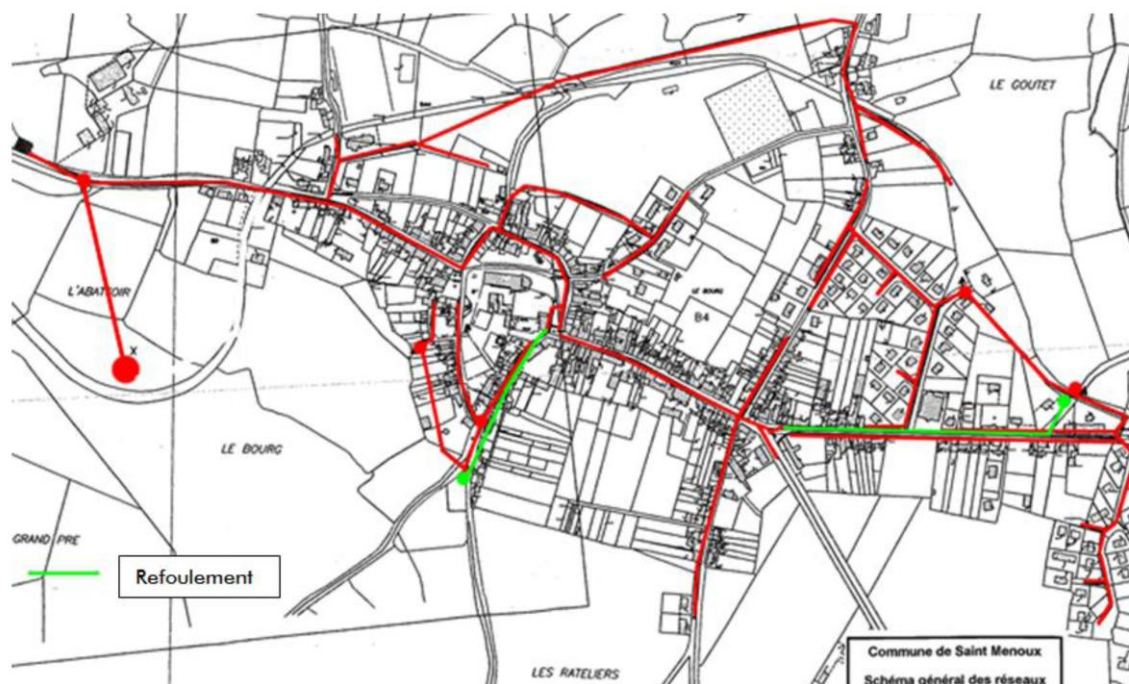 LE GOUTET
L'ABATTOIR
X
LE BOURG
B4
LE BOURG
GRAND PRE
Refoulement
LES RATELIERS
Commune de Saint Menoux
Schéma général des réseaux